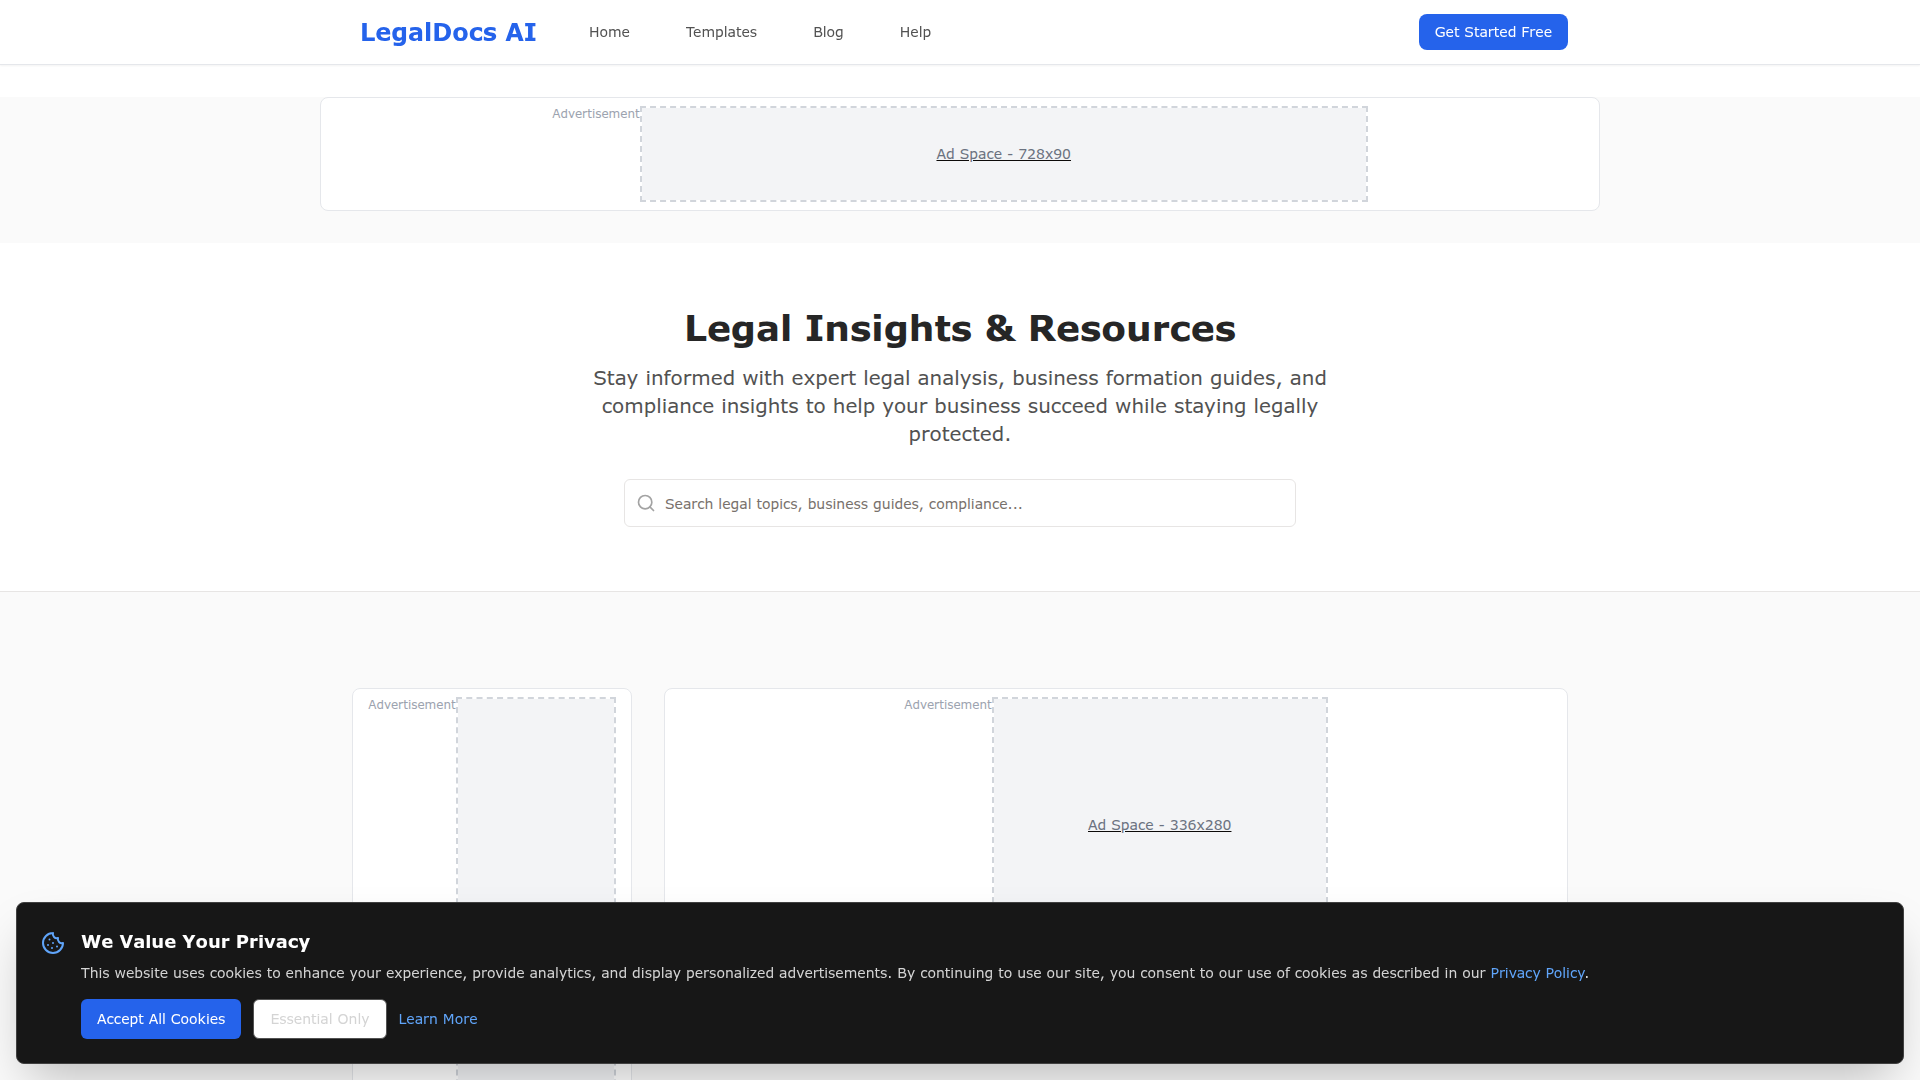 LegalDocs AI
Home
Templates
Blog
Help
Get Started Free
Advertisement
Ad Space - 728x90
Legal Insights & Resources
Stay informed with expert legal analysis, business formation guides, and
compliance insights to help your business succeed while staying legally
protected.
Search legal topics, business guides, compliance...
Advertisement
Advertisement
Ad Space - 336x280
We Value Your Privacy
This website uses cookies to enhance your experience, provide analytics, and display personalized advertisements. By continuing to use our site, you consent to our use of cookies as described in our Privacy Policy.
Accept All Cookies
Essential Only
Learn More